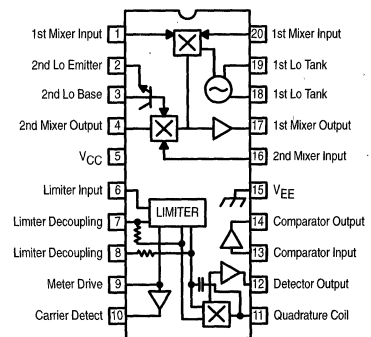 1st Mixer Input 1
2nd Lo Emitter 2
2nd Lo Base 3
2nd Mixer Output 4
VCC 5
Limiter Input 6
Limiter Decoupling 7
Limiter Decoupling 8
Meter Drive 9
Carrier Detect 10
LIMITER
20 1st Mixer Input
19 1st Lo Tank
18 1st Lo Tank
17 1st Mixer Output
16 2nd Mixer Input
15 VEE
14 Comparator Output
13 Comparator Input
12 Detector Output
11 Quadrature Coil